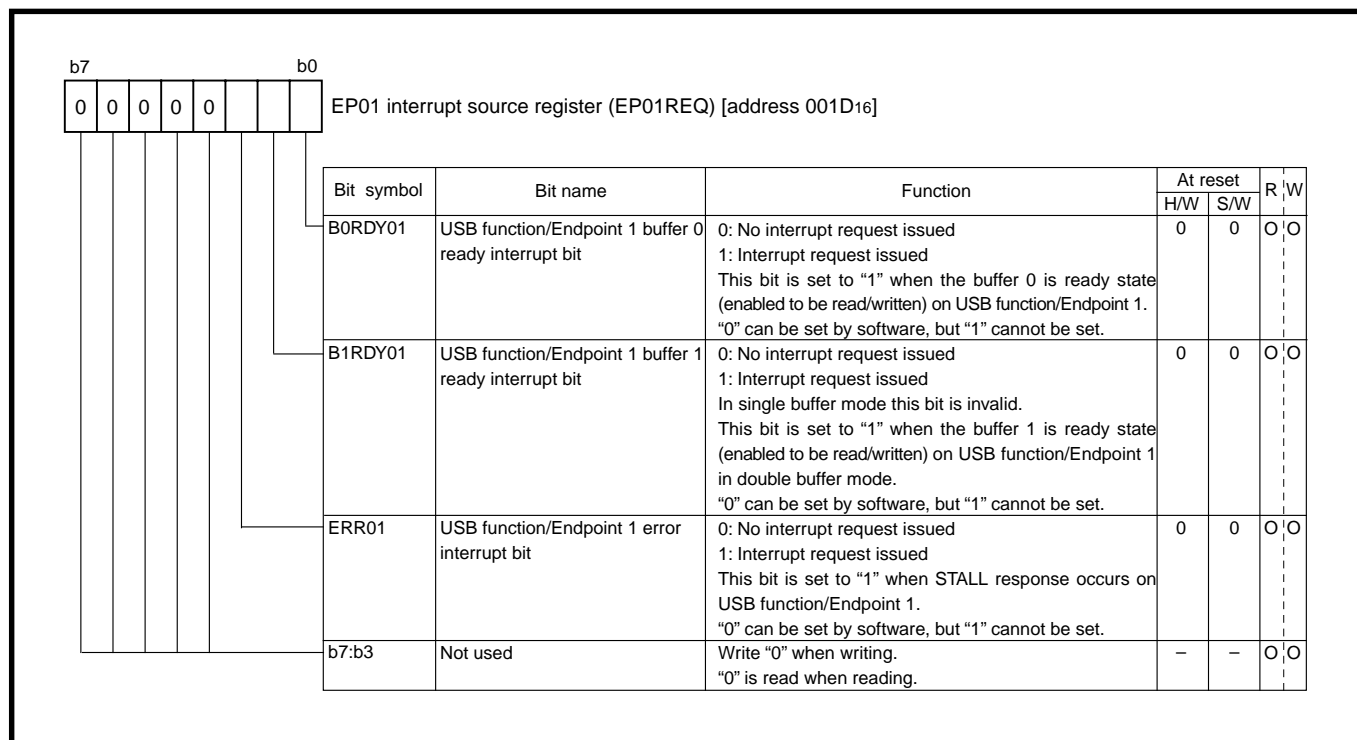 b7 b0
0 0 0 0 0
EP01 interrupt source register (EP01REQ) [address 001D16]
Bit symbol Bit name Function At reset R W
H/W S/W
B0RDY01 USB function/Endpoint 1 buffer 0 0: No interrupt request issued 0 0 O O
ready interrupt bit 1: Interrupt request issued
This bit is set to “1” when the buffer 0 is ready state
(enabled to be read/written) on USB function/Endpoint 1.
“0” can be set by software, but “1” cannot be set.
B1RDY01 USB function/Endpoint 1 buffer 1 0: No interrupt request issued 0 0 O O
ready interrupt bit 1: Interrupt request issued
In single buffer mode this bit is invalid.
This bit is set to “1” when the buffer 1 is ready state
(enabled to be read/written) on USB function/Endpoint 1
in double buffer mode.
“0” can be set by software, but “1” cannot be set.
ERR01 USB function/Endpoint 1 error 0: No interrupt request issued 0 0 O O
interrupt bit 1: Interrupt request issued
This bit is set to “1” when STALL response occurs on
USB function/Endpoint 1.
“0” can be set by software, but “1” cannot be set.
b7:b3 Not used Write “0” when writing. – – O O
“0” is read when reading.